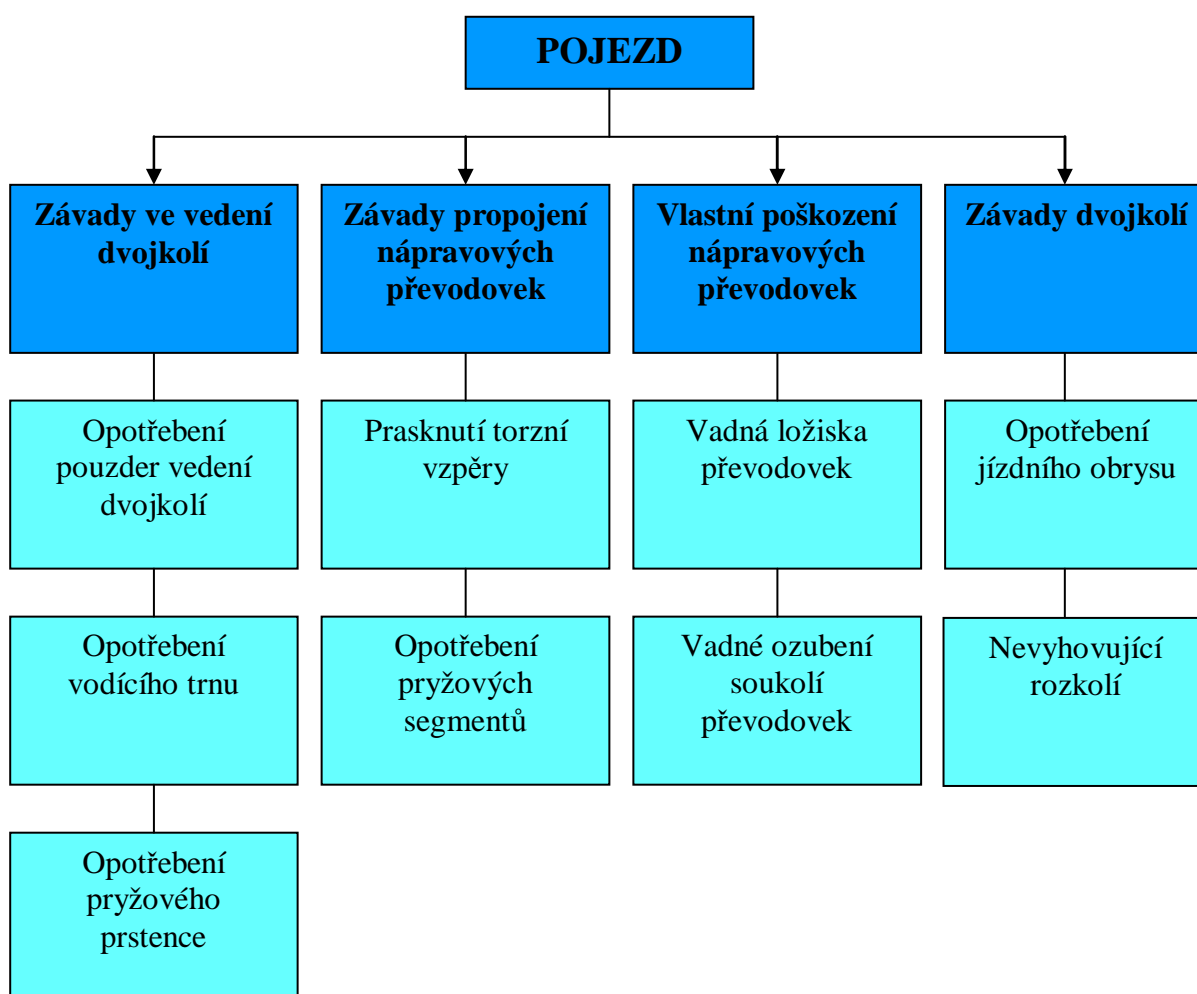 POJEZD
Závady ve vedení
dvojkolí
Závady propojení
nápravových
převodovek
Vlastní poškození
nápravových
převodovek
Závady dvojkolí
Opotřebení
pouzder vedení
dvojkolí
Prasknutí torzní
vzpěry
Vadná ložiska
převodovek
Opotřebení
jízdního obrysu
Opotřebení
vodícího trnu
Opotřebení
pryžových
segmentů
Vadné ozubení
soukolí
převodovek
Nevyhovující
rozkolí
Opotřebení
pryžového
prstence